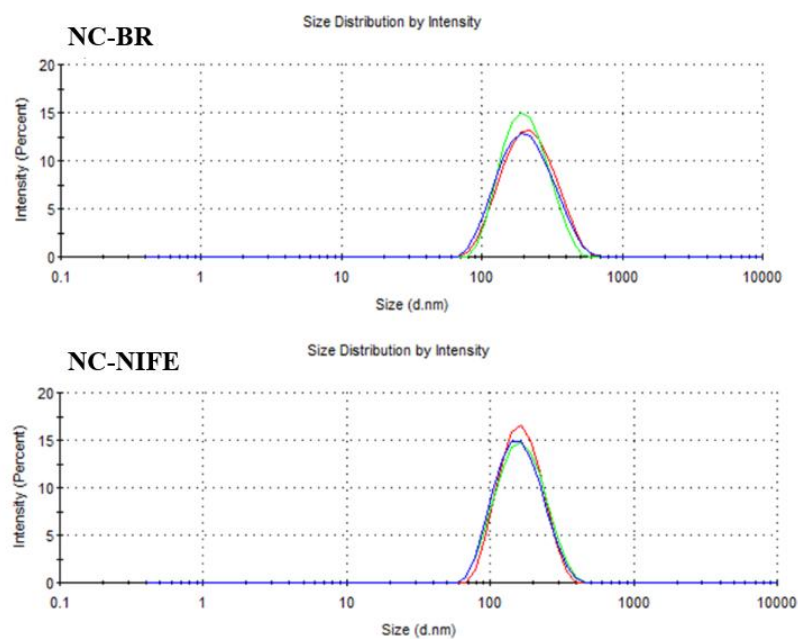 Size Distribution by Intensity
NC-BR
20
15
10
5
0
Intensity (Percent)
0.1 1 10 100 1000 10000
Size (d.nm)
Size Distribution by Intensity
NC-NIFE
20
15
10
5
0
Intensity (Percent)
0.1 1 10 100 1000 10000
Size (d.nm)